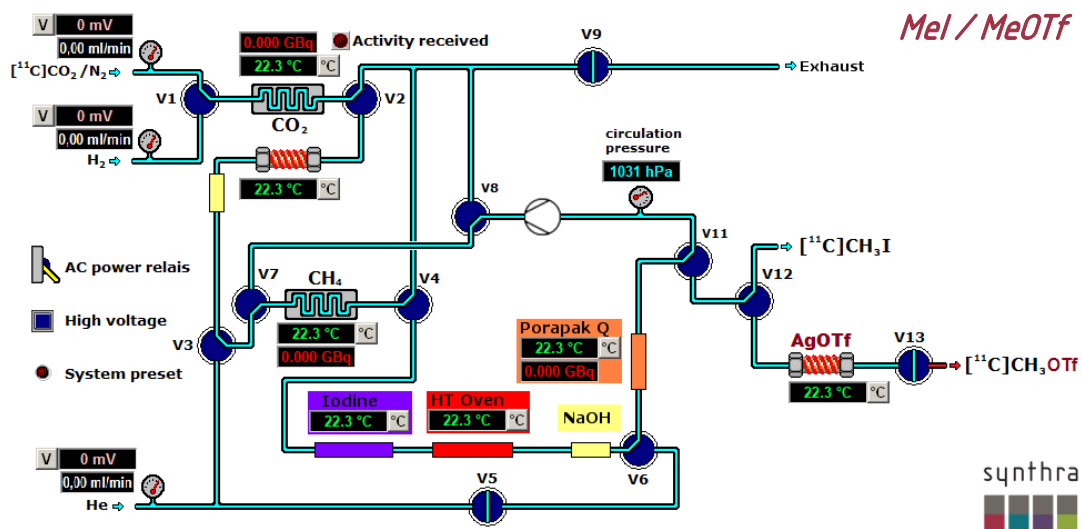 MeI / MeOTf
V 0 mV
0,00 ml/min
[¹¹C]CO₂/N₂
V 0 mV
0,00 ml/min
H₂
0.000 GBq
Activity received
22.3 °C °C
V1
CO₂
V2
22.3 °C °C
V9
Exhaust
circulation
pressure
1031 hPa
V8
V11
[¹¹C]CH₃I
V12
AC power relais
High voltage
System preset
V7
CH₄
V4
V3
22.3 °C °C
0.000 GBq
Porapak Q
22.3 °C °C
0.000 GBq
AgOTf
V13
[¹¹C]CH₃OTf
22.3 °C °C
Iodine
22.3 °C °C
HT Oven
22.3 °C °C
NaOH
V6
V 0 mV
0,00 ml/min
He
V5
synthra